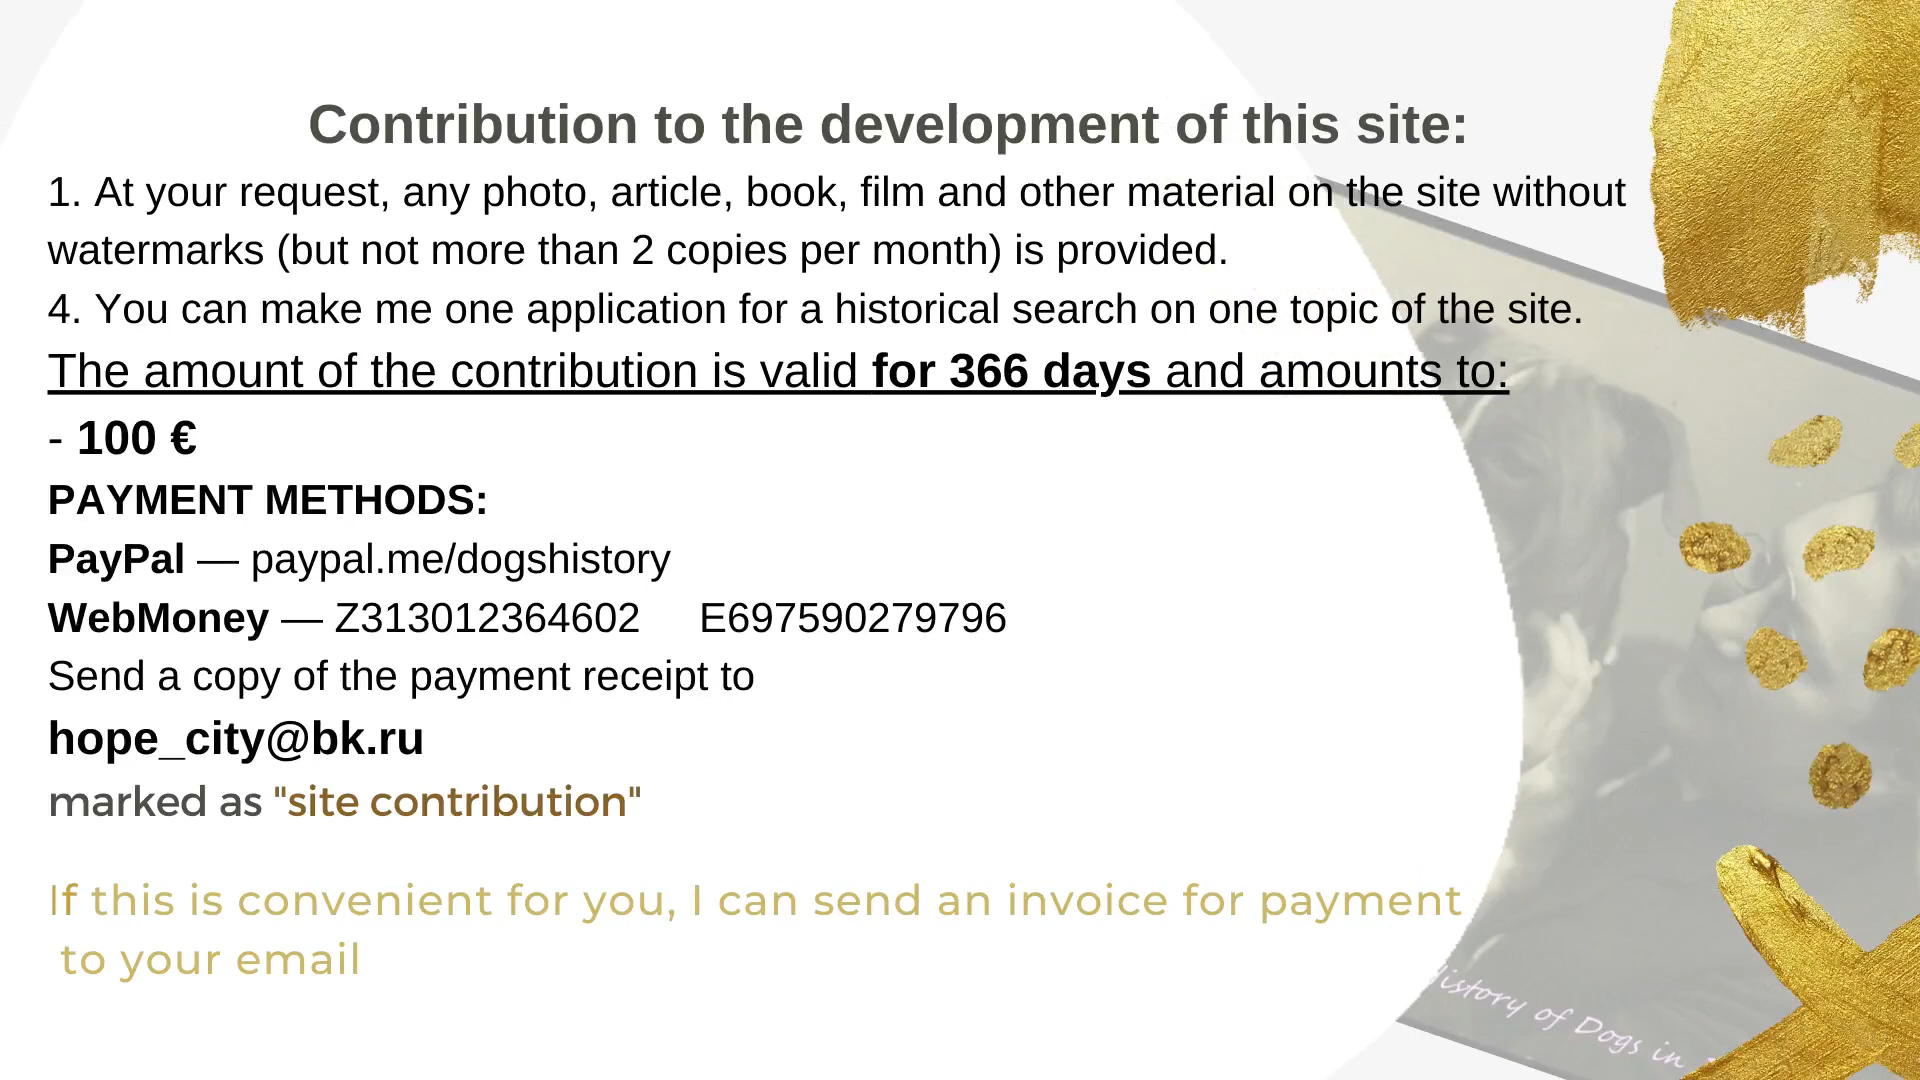 Contribution to the development of this site:
1. At your request, any photo, article, book, film and other material on the site without
watermarks (but not more than 2 copies per month) is provided.
4. You can make me one application for a historical search on one topic of the site.
The amount of the contribution is valid for 366 days and amounts to:
- 100 €
PAYMENT METHODS:
PayPal — paypal.me/dogshistory
WebMoney — Z313012364602 E697590279796
Send a copy of the payment receipt to
hope_city@bk.ru
marked as "site contribution"
If this is convenient for you, I can send an invoice for payment
to your email
History of Dogs in